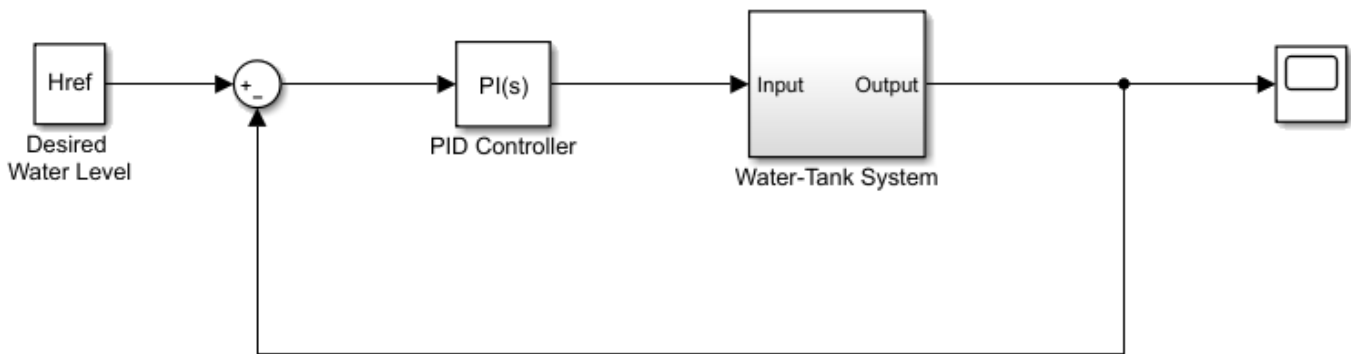 Href
Desired
Water Level
+
−
PI(s)
PID Controller
Input
Output
Water-Tank System